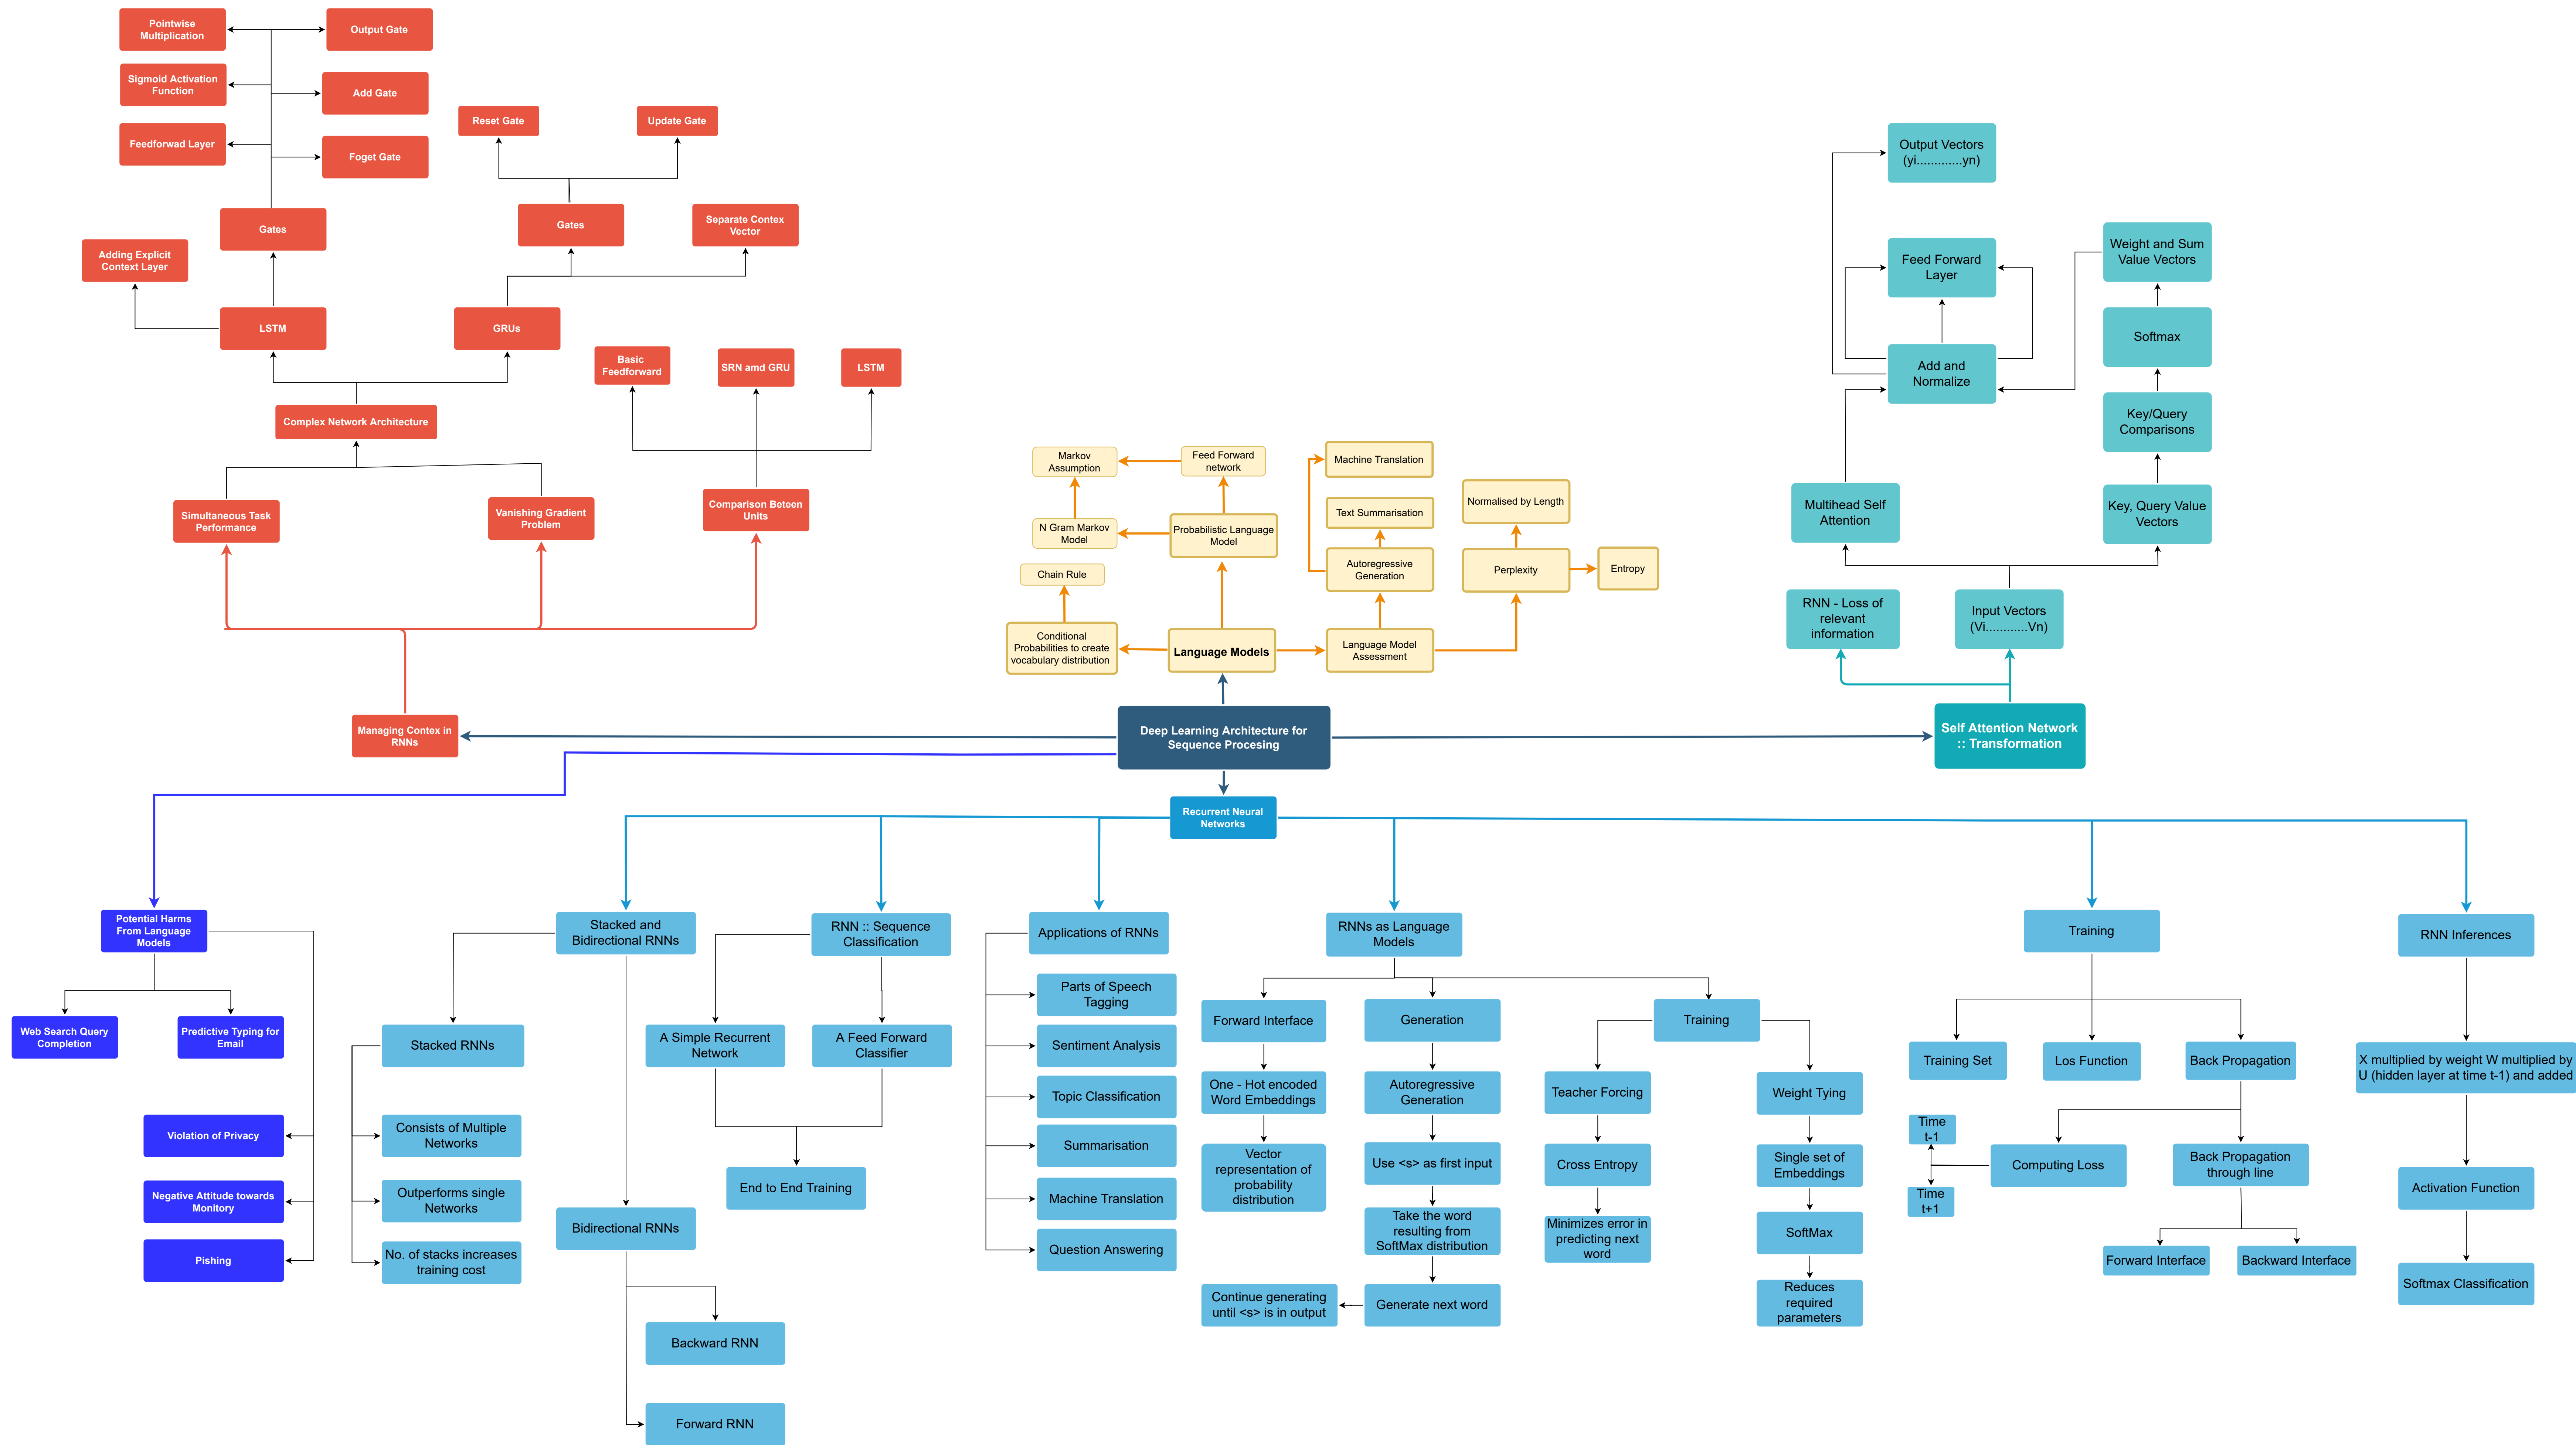 Pointwise
Multiplication
Output Gate
Sigmoid Activation
Function
Add Gate
Feedforwad Layer
Foget Gate
Reset Gate
Update Gate
Gates
Gates
Separate Contex
Vector
Adding Explicit
Context Layer
LSTM
GRUs
Basic
Feedforward
SRN amd GRU
LSTM
Complex Network Architecture
Simultaneous Task
Performance
Vanishing Gradient
Problem
Comparison Beteen
Units
Managing Contex in
RNNs
Markov
Assumption
Feed Forward
network
Machine Translation
N Gram Markov
Model
Probabilistic Language
Model
Text Summarisation
Normalised by Length
Chain Rule
Autoregressive
Generation
Perplexity
Entropy
Conditional
Probabilities to create
vocabulary distribution
Language Models
Language Model
Assessment
Deep Learning Architecture for
Sequence Procesing
Output Vectors
(yi.............yn)
Feed Forward
Layer
Weight and Sum
Value Vectors
Softmax
Add and
Normalize
Key/Query
Comparisons
Multihead Self
Attention
Key, Query Value
Vectors
RNN - Loss of
relevant
information
Input Vectors
(Vi............Vn)
Self Attention Network
:: Transformation
Recurrent Neural
Networks
Potential Harms
From Language
Models
Web Search Query
Completion
Predictive Typing for
Email
Violation of Privacy
Negative Attitude towards
Monitory
Pishing
Stacked and
Bidirectional RNNs
Stacked RNNs
Consists of Multiple
Networks
Outperforms single
Networks
No. of stacks increases
training cost
Bidirectional RNNs
Backward RNN
Forward RNN
RNN :: Sequence
Classification
A Simple Recurrent
Network
A Feed Forward
Classifier
End to End Training
Applications of RNNs
Parts of Speech
Tagging
Sentiment Analysis
Topic Classification
Summarisation
Machine Translation
Question Answering
RNNs as Language
Models
Forward Interface
One - Hot encoded
Word Embeddings
Vector
representation of
probability
distribution
Generation
Autoregressive
Generation
Use <s> as first input
Take the word
resulting from
SoftMax distribution
Generate next word
Continue generating
until <s> is in output
Training
Teacher Forcing
Cross Entropy
Minimizes error in
predicting next
word
Weight Tying
Single set of
Embeddings
SoftMax
Reduces
required
parameters
Training
Training Set
Los Function
Back Propagation
Time
t-1
Time
t+1
Computing Loss
Back Propagation
through line
Forward Interface
Backward Interface
RNN Inferences
X multiplied by weight W multiplied by
U (hidden layer at time t-1) and added
Activation Function
Softmax Classification